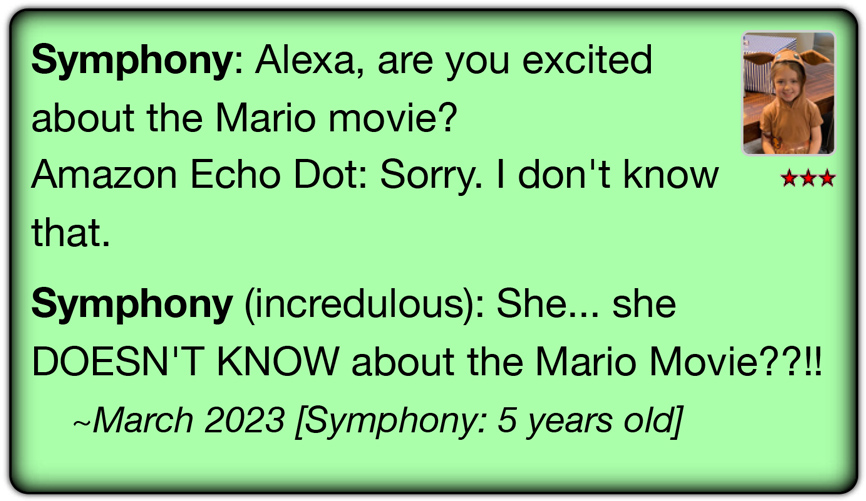 Symphony: Alexa, are you excited
about the Mario movie?
Amazon Echo Dot: Sorry. I don't know
that.
Symphony (incredulous): She... she
DOESN'T KNOW about the Mario Movie??!!
~March 2023 [Symphony: 5 years old]